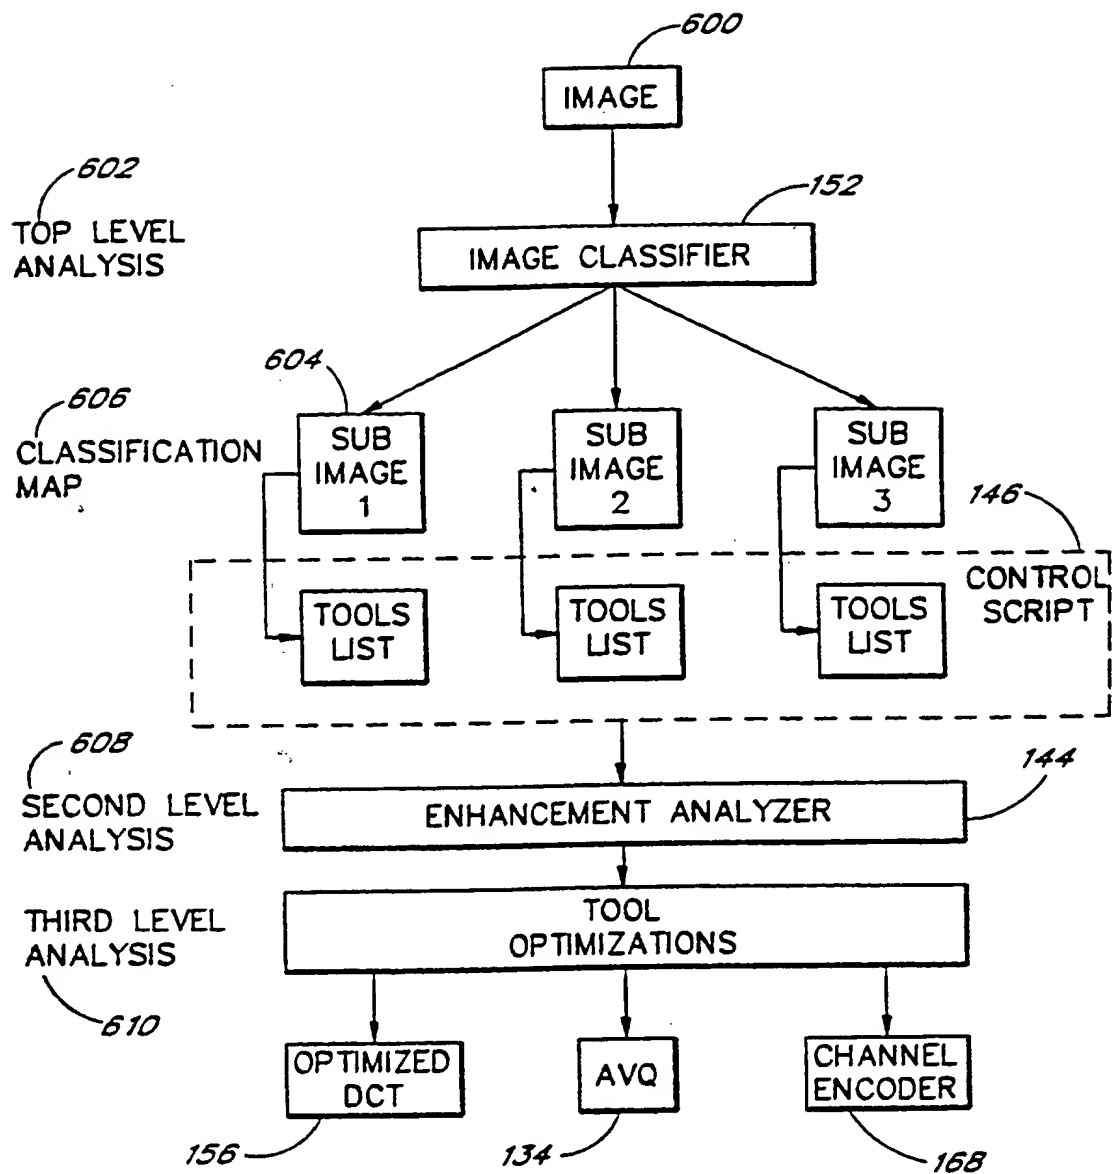 600
IMAGE
602
TOP LEVEL
ANALYSIS
152
IMAGE CLASSIFIER
604
606
CLASSIFICATION
MAP
SUB
IMAGE
1
SUB
IMAGE
2
SUB
IMAGE
3
146
CONTROL
SCRIPT
TOOLS
LIST
TOOLS
LIST
TOOLS
LIST
608
SECOND LEVEL
ANALYSIS
144
ENHANCEMENT ANALYZER
THIRD LEVEL
ANALYSIS
610
TOOL
OPTIMIZATIONS
OPTIMIZED
DCT
AVQ
CHANNEL
ENCODER
156
134
168